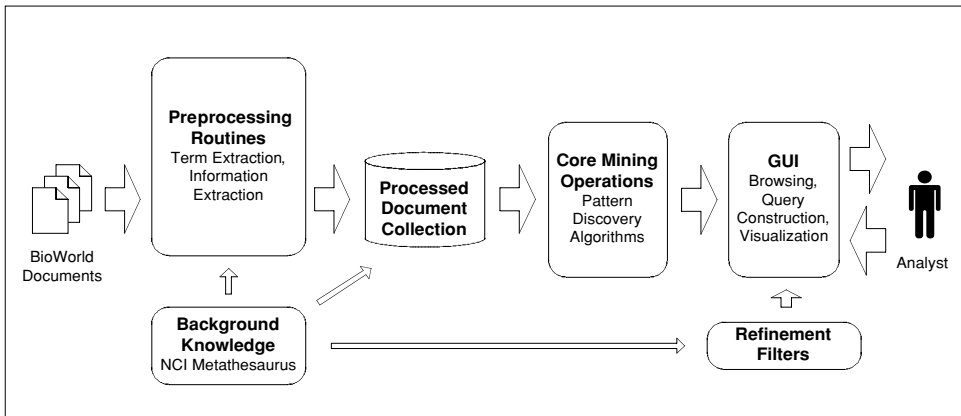 BioWorld
Documents
Preprocessing
Routines
Term Extraction,
Information
Extraction
Processed
Document
Collection
Core Mining
Operations
Pattern
Discovery
Algorithms
GUI
Browsing,
Query
Construction,
Visualization
Analyst
Background
Knowledge
NCI Metathesaurus
Refinement
Filters